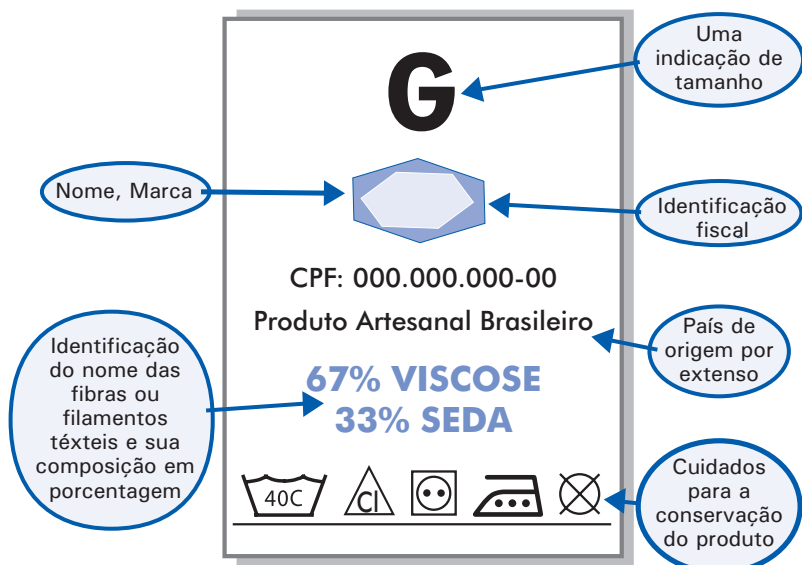 Uma
indicação de
tamanho
G
Nome, Marca
Identificação
fiscal
CPF: 000.000.000-00
Produto Artesanal Brasileiro
País de
origem por
extenso
Identificação
do nome das
fibras ou
filamentos
téxteis e sua
composição em
porcentagem
67% VISCOSE
33% SEDA
40C
Cl
Cuidados
para a
conservação
do produto